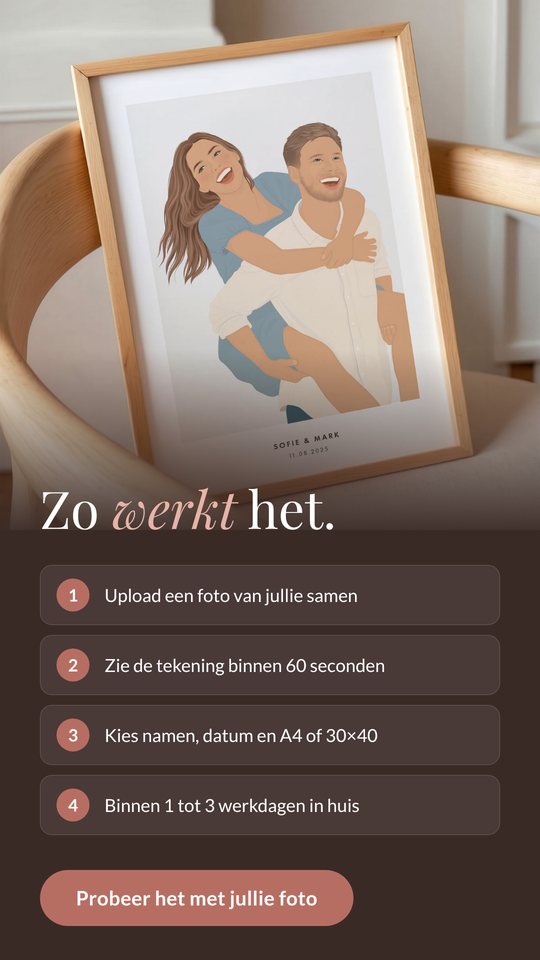 SOFIE & MARK
11.08.2025
Zo werkt het.
1 Upload een foto van jullie samen
2 Zie de tekening binnen 60 seconden
3 Kies namen, datum en A4 of 30×40
4 Binnen 1 tot 3 werkdagen in huis
Probeer het met jullie foto